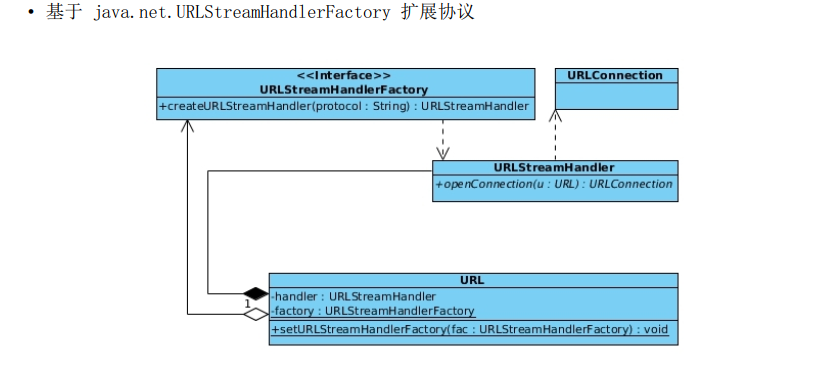 • 基于 java.net.URLStreamHandlerFactory 扩展协议
<<Interface>>
URLStreamHandlerFactory
+createURLStreamHandler(protocol : String) : URLStreamHandler
URLConnection
URLStreamHandler
+openConnection(u : URL) : URLConnection
1
URL
-handler : URLStreamHandler
-factory : URLStreamHandlerFactory
+setURLStreamHandlerFactory(fac : URLStreamHandlerFactory) : void